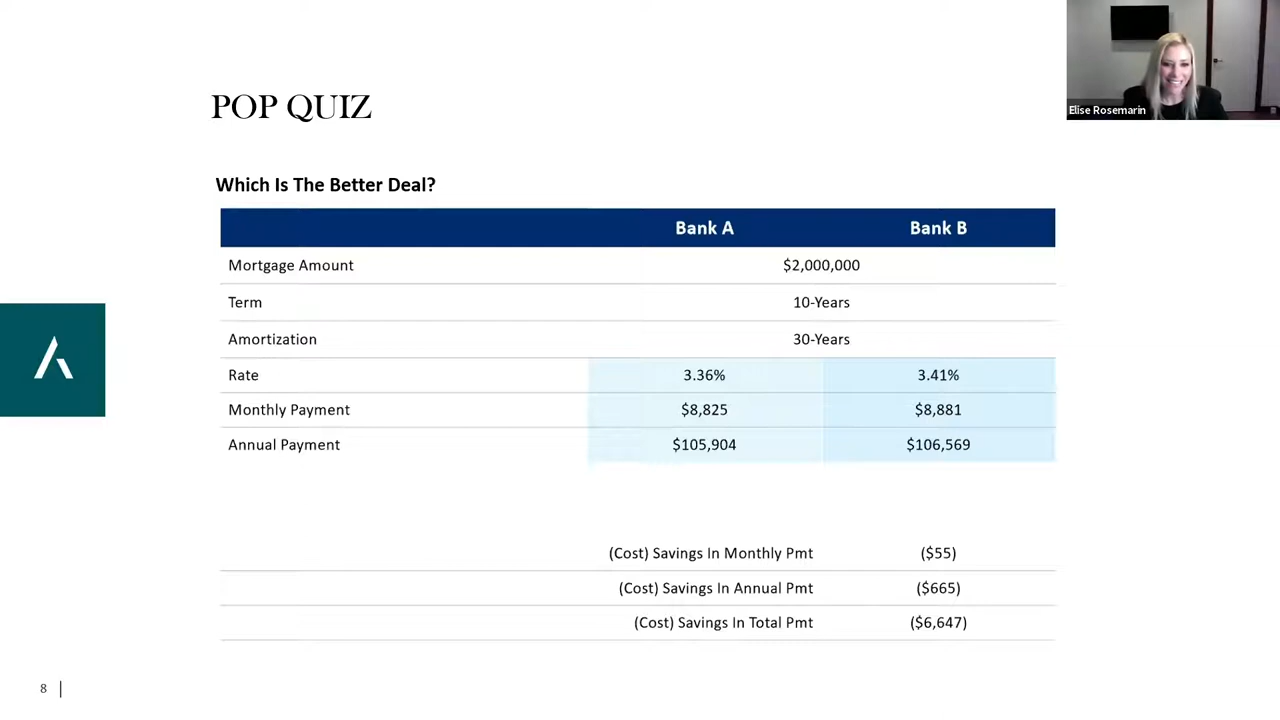 Elise Rosemarin
POP QUIZ
Which Is The Better Deal?
Bank A Bank B
Mortgage Amount $2,000,000
Term 10-Years
Amortization 30-Years
Rate 3.36% 3.41%
Monthly Payment $8,825 $8,881
Annual Payment $105,904 $106,569
(Cost) Savings In Monthly Pmt ($55)
(Cost) Savings In Annual Pmt ($665)
(Cost) Savings In Total Pmt ($6,647)
8 |